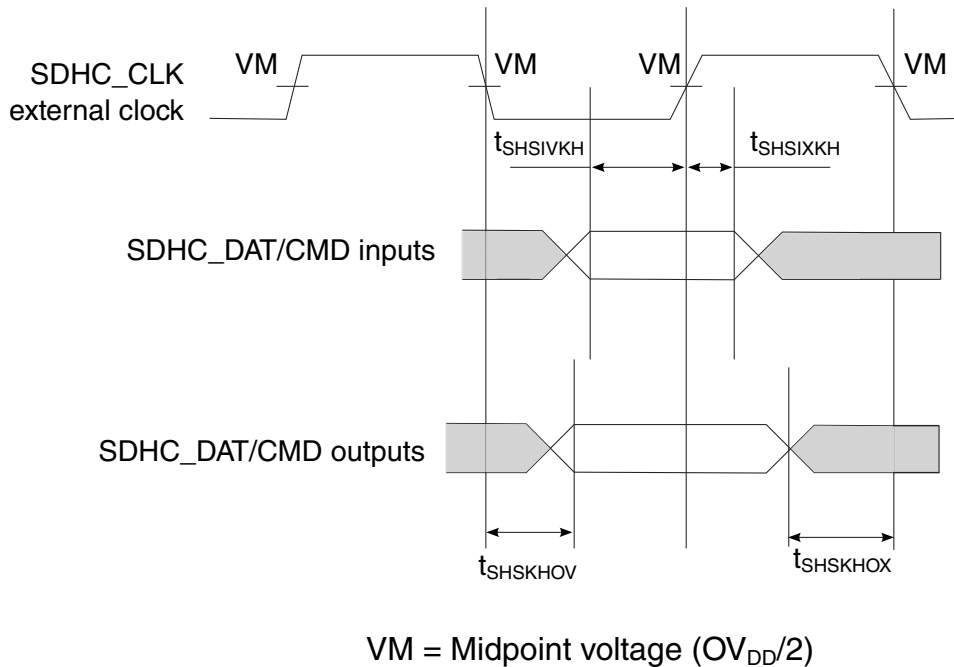 VM VM VM VM
SDHC_CLK
external clock
tSHSIVKH tSHSIXKH
SDHC_DAT/CMD inputs
SDHC_DAT/CMD outputs
tSHSKHOV tSHSKHOX
VM = Midpoint voltage (OVDD/2)